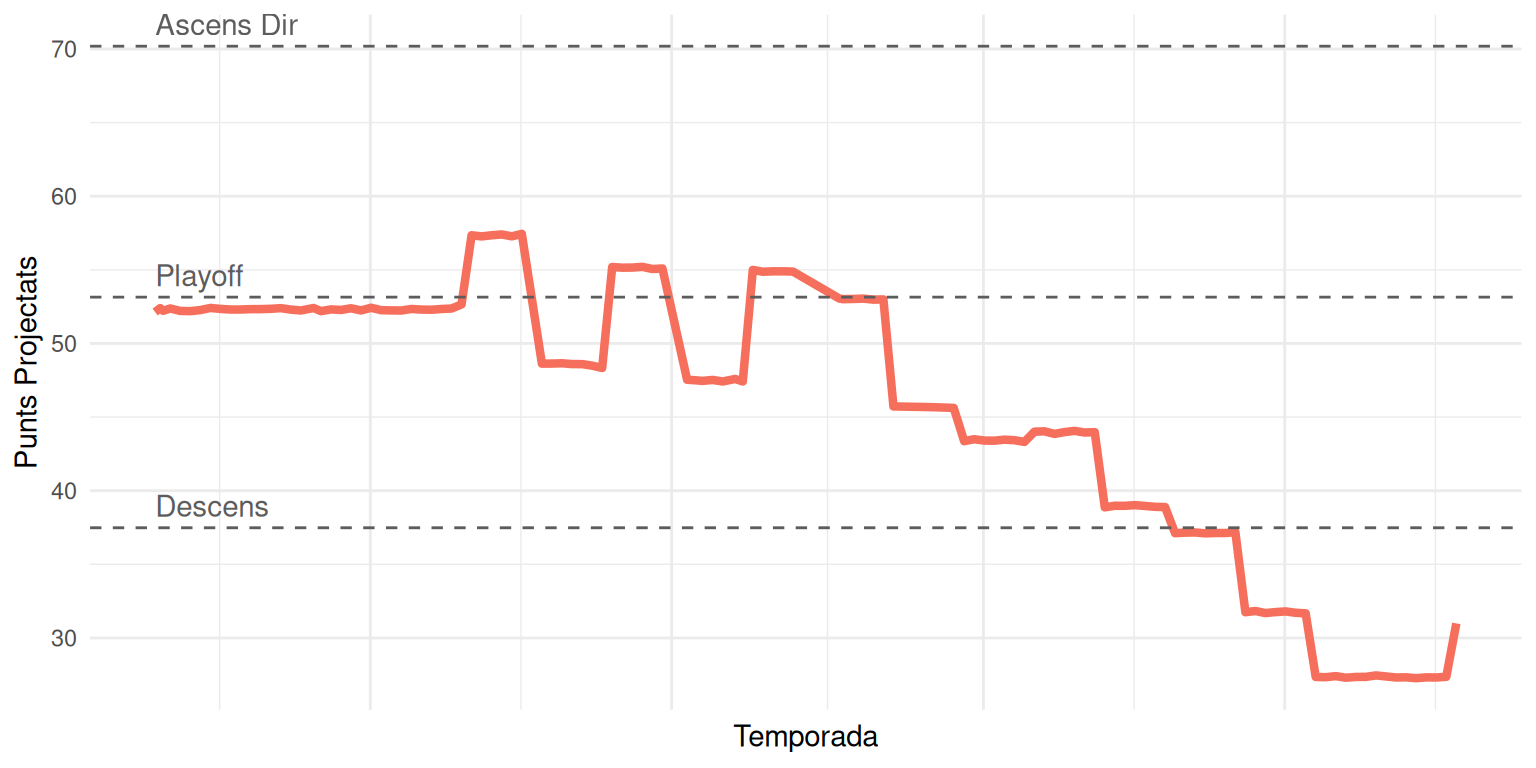 Ascens Dir
70
60
Playoff
50
Punts Projectats
40
Descens
30
Temporada